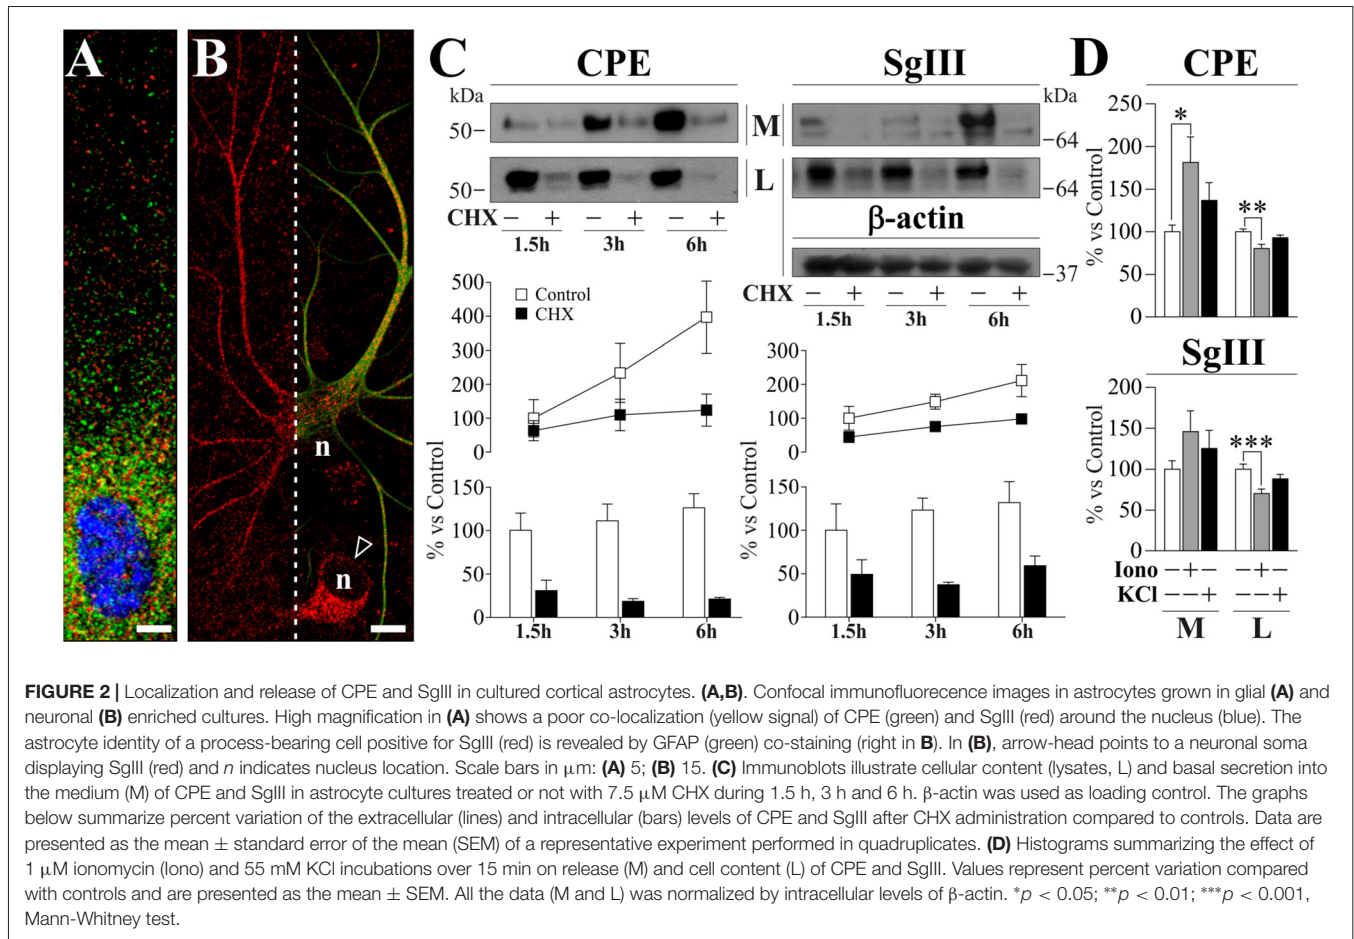 A
B
C
CPE
SgIII
D
CPE
kDa
50–
M
kDa
–64
50–
L
–64
CHX – + – + – +
1.5h 3h 6h
β-actin
–37
CHX – + – + – +
1.5h 3h 6h
n
n
500
400
300
200
100
0
Control
CHX
% vs Control
150
100
50
0
1.5h 3h 6h
300
200
100
0
% vs Control
150
100
50
0
1.5h 3h 6h
250
200
150
100
50
0
% vs Control
*
**
SgIII
200
150
100
50
0
% vs Control
***
Iono – + – – + –
KCl – – + – – +
M L
FIGURE 2 | Localization and release of CPE and SgIII in cultured cortical astrocytes. (A,B). Confocal immunofluorecence images in astrocytes grown in glial (A) and
neuronal (B) enriched cultures. High magnification in (A) shows a poor co-localization (yellow signal) of CPE (green) and SgIII (red) around the nucleus (blue). The
astrocyte identity of a process-bearing cell positive for SgIII (red) is revealed by GFAP (green) co-staining (right in B). In (B), arrow-head points to a neuronal soma
displaying SgIII (red) and n indicates nucleus location. Scale bars in μm: (A) 5; (B) 15. (C) Immunoblots illustrate cellular content (lysates, L) and basal secretion into
the medium (M) of CPE and SgIII in astrocyte cultures treated or not with 7.5 μM CHX during 1.5 h, 3 h and 6 h. β-actin was used as loading control. The graphs
below summarize percent variation of the extracellular (lines) and intracellular (bars) levels of CPE and SgIII after CHX administration compared to controls. Data are
presented as the mean ± standard error of the mean (SEM) of a representative experiment performed in quadruplicates. (D) Histograms summarizing the effect of
1 μM ionomycin (Iono) and 55 mM KCl incubations over 15 min on release (M) and cell content (L) of CPE and SgIII. Values represent percent variation compared
with controls and are presented as the mean ± SEM. All the data (M and L) was normalized by intracellular levels of β-actin. *p < 0.05; **p < 0.01; ***p < 0.001,
Mann-Whitney test.